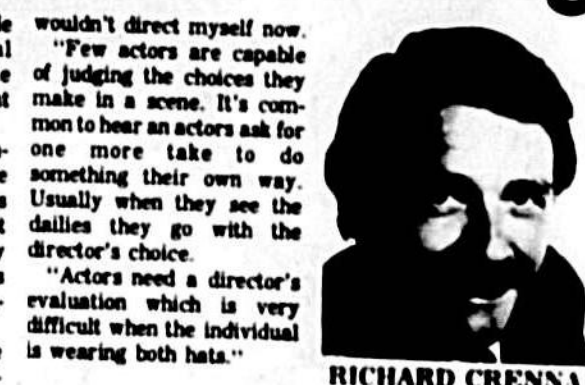 wouldn't direct myself now.
"Few actors are capable
of judging the choices they
make in a scene. It's com-
mon to hear an actors ask for
one more take to do
something their own way.
Usually when they see the
dailies they go with the
director's choice.
"Actors need a director's
evaluation which is very
difficult when the individual
is wearing both hats."
RICHARD CRENNA